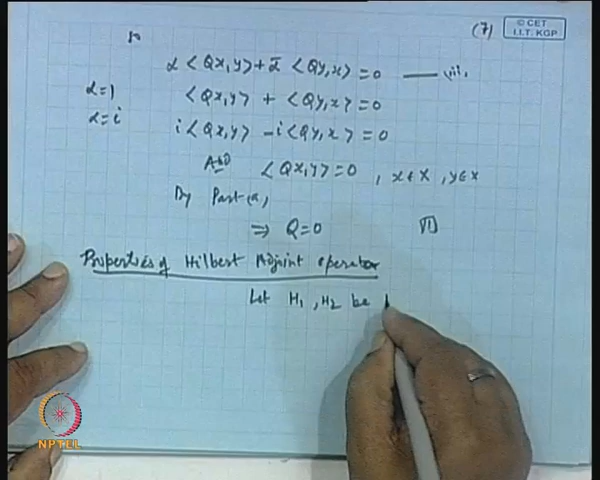 (7) © CET
I.I.T. KGP
so
α <Qx,y> + ᾱ <Qy,x> = 0 —— (ii)
α=1 <Qx,y> + <Qy,x> = 0
α=i i <Qx,y> - i <Qy,x> = 0
Add <Qx,y> = 0 , x∈X , y∈X
By Part (a)
⇒ Q=0
Properties of Hilbert Adjoint operator
Let H1 , H2 be
NPTEL